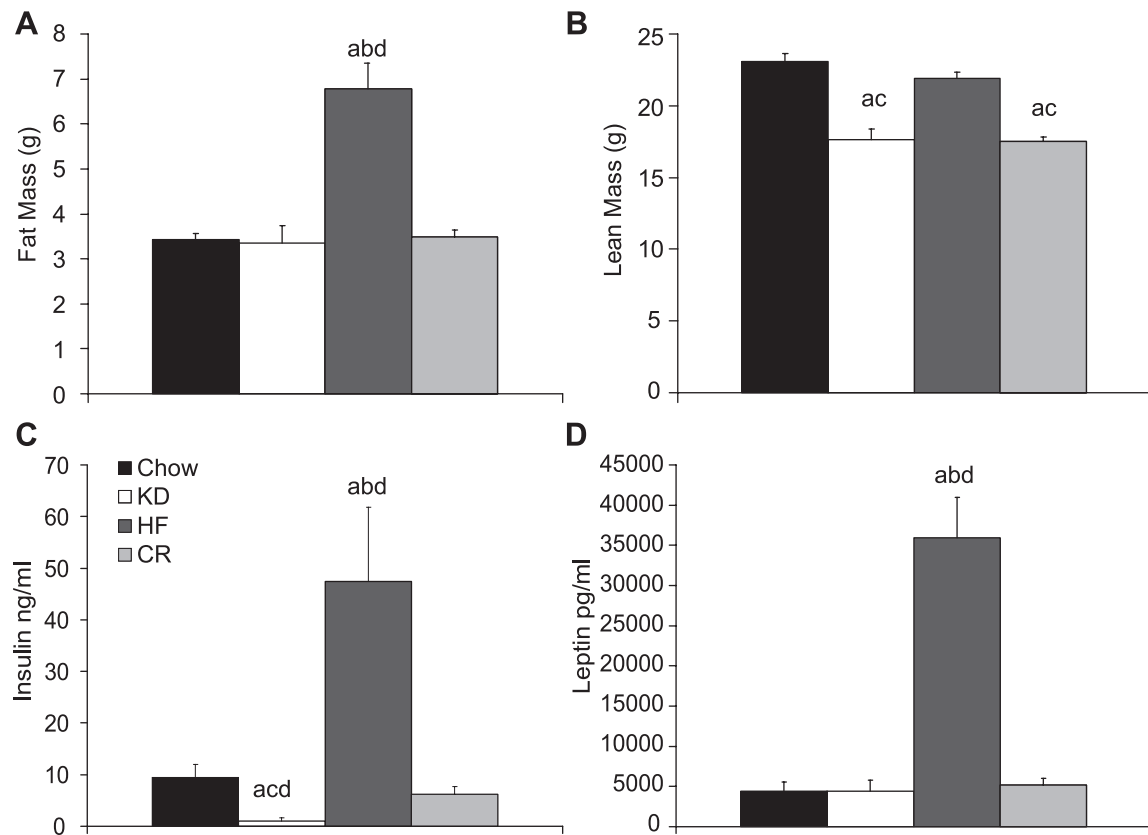 A
8
7
6
5
4
3
2
1
0
Fat Mass (g)
abd
B
25
20
15
10
5
0
Lean Mass (g)
ac
ac
C
70
60
50
40
30
20
10
0
Insulin ng/ml
Chow
KD
HF
CR
acd
abd
D
45000
40000
35000
30000
25000
20000
15000
10000
5000
0
Leptin pg/ml
abd